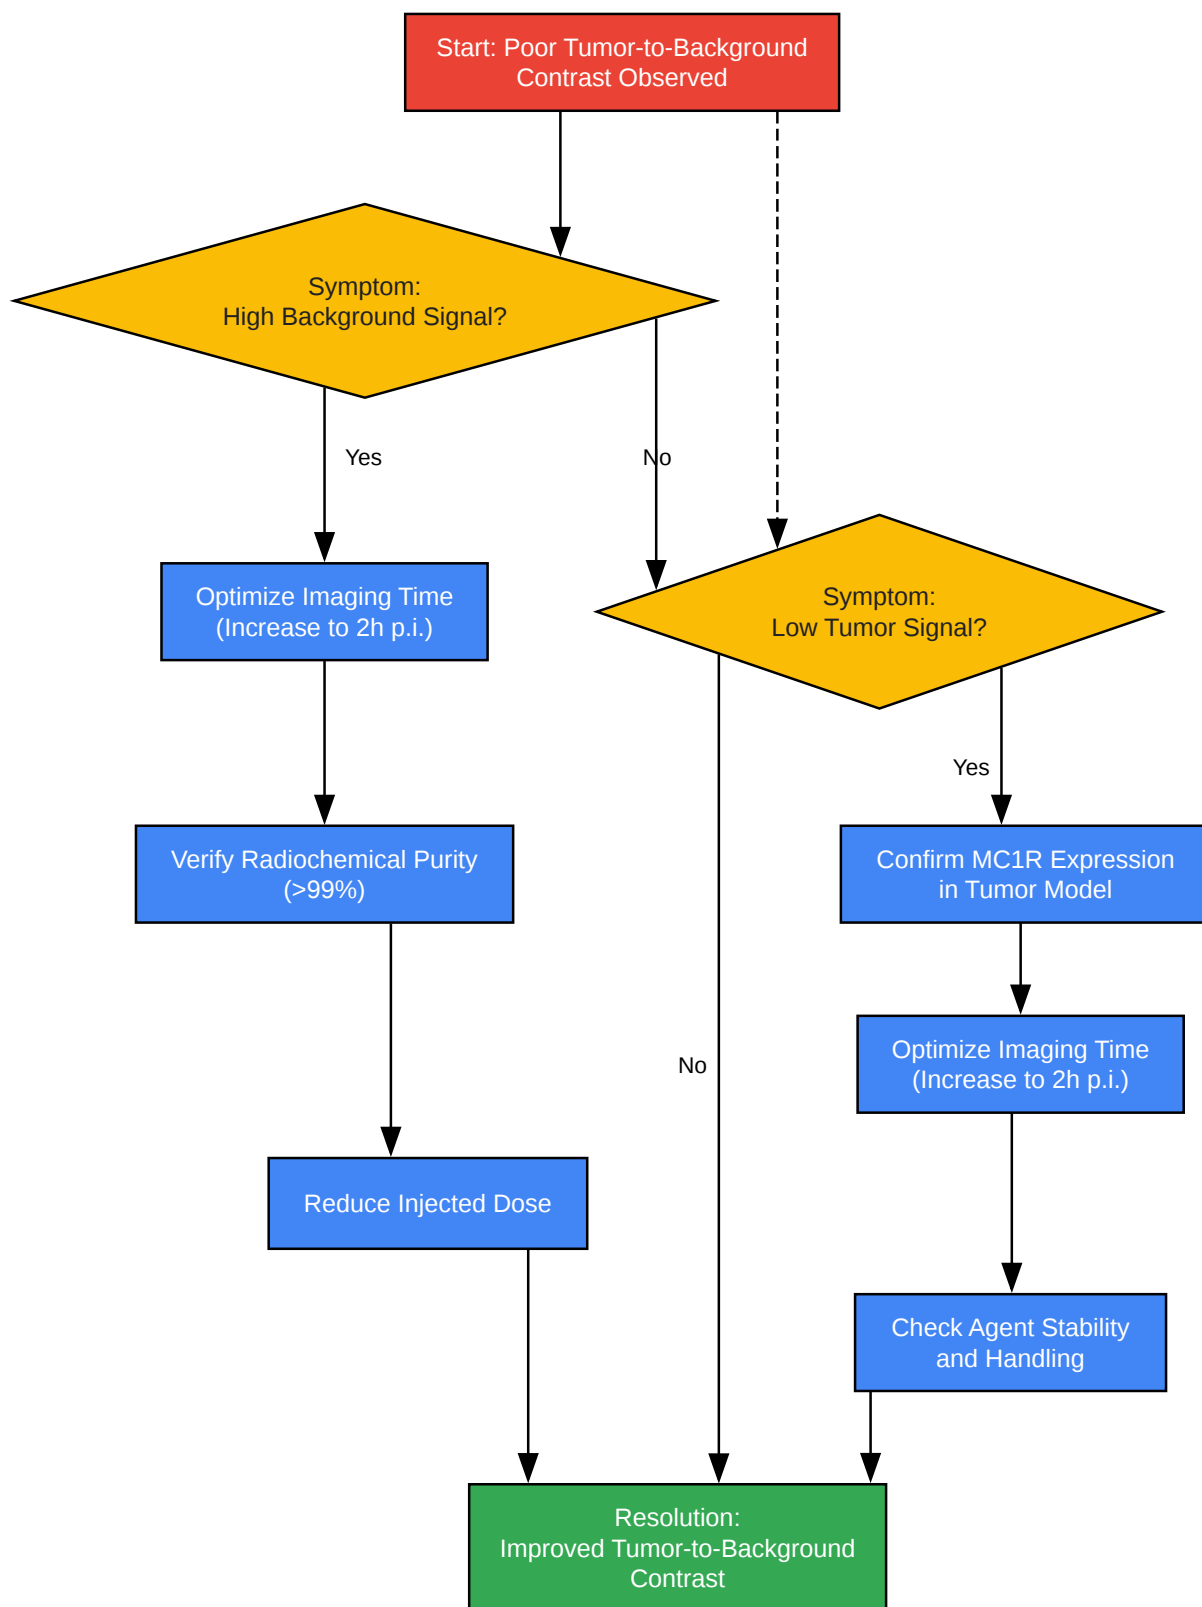 Start: Poor Tumor-to-Background
Contrast Observed
Symptom:
High Background Signal?
Yes
No
Optimize Imaging Time
(Increase to 2h p.i.)
Symptom:
Low Tumor Signal?
Yes
Verify Radiochemical Purity
(>99%)
Confirm MC1R Expression
in Tumor Model
Optimize Imaging Time
(Increase to 2h p.i.)
No
Reduce Injected Dose
Check Agent Stability
and Handling
Resolution:
Improved Tumor-to-Background
Contrast